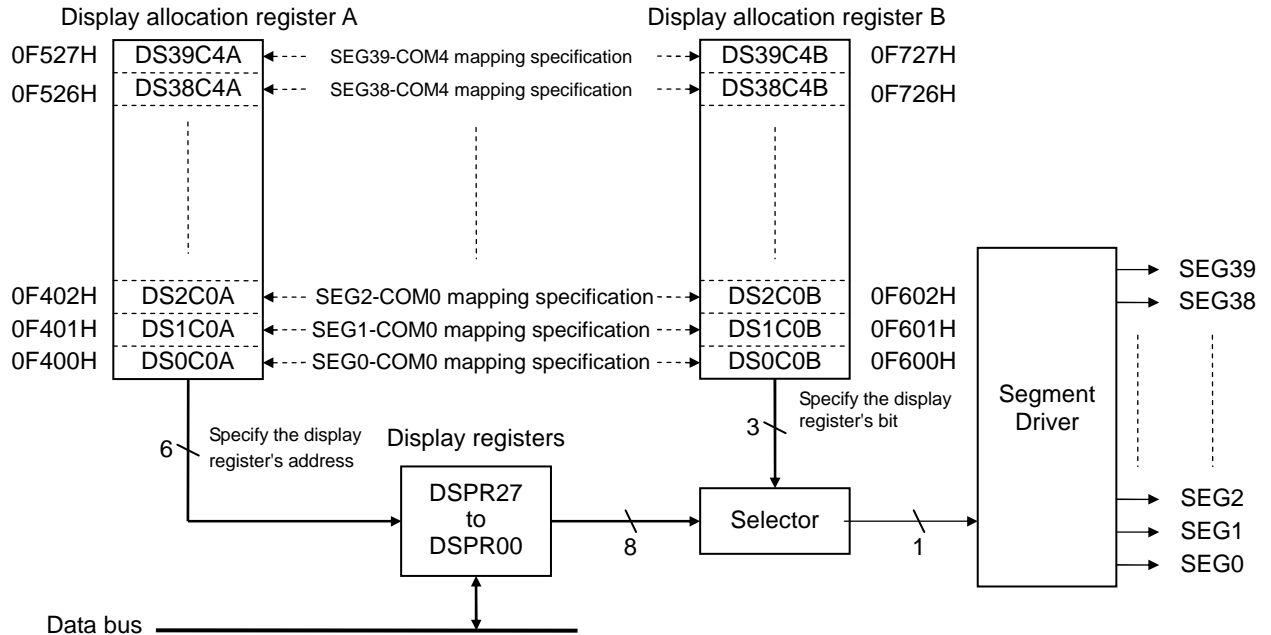 Display allocation register A
Display allocation register B
0F527H DS39C4A SEG39-COM4 mapping specification DS39C4B 0F727H
0F526H DS38C4A SEG38-COM4 mapping specification DS38C4B 0F726H
0F402H DS2C0A SEG2-COM0 mapping specification DS2C0B 0F602H
0F401H DS1C0A SEG1-COM0 mapping specification DS1C0B 0F601H
0F400H DS0C0A SEG0-COM0 mapping specification DS0C0B 0F600H
6
Specify the display
register's address
Display registers
DSPR27
to
DSPR00
8
3
Specify the display
register's bit
Selector
1
Segment
Driver
SEG39
SEG38
SEG2
SEG1
SEG0
Data bus